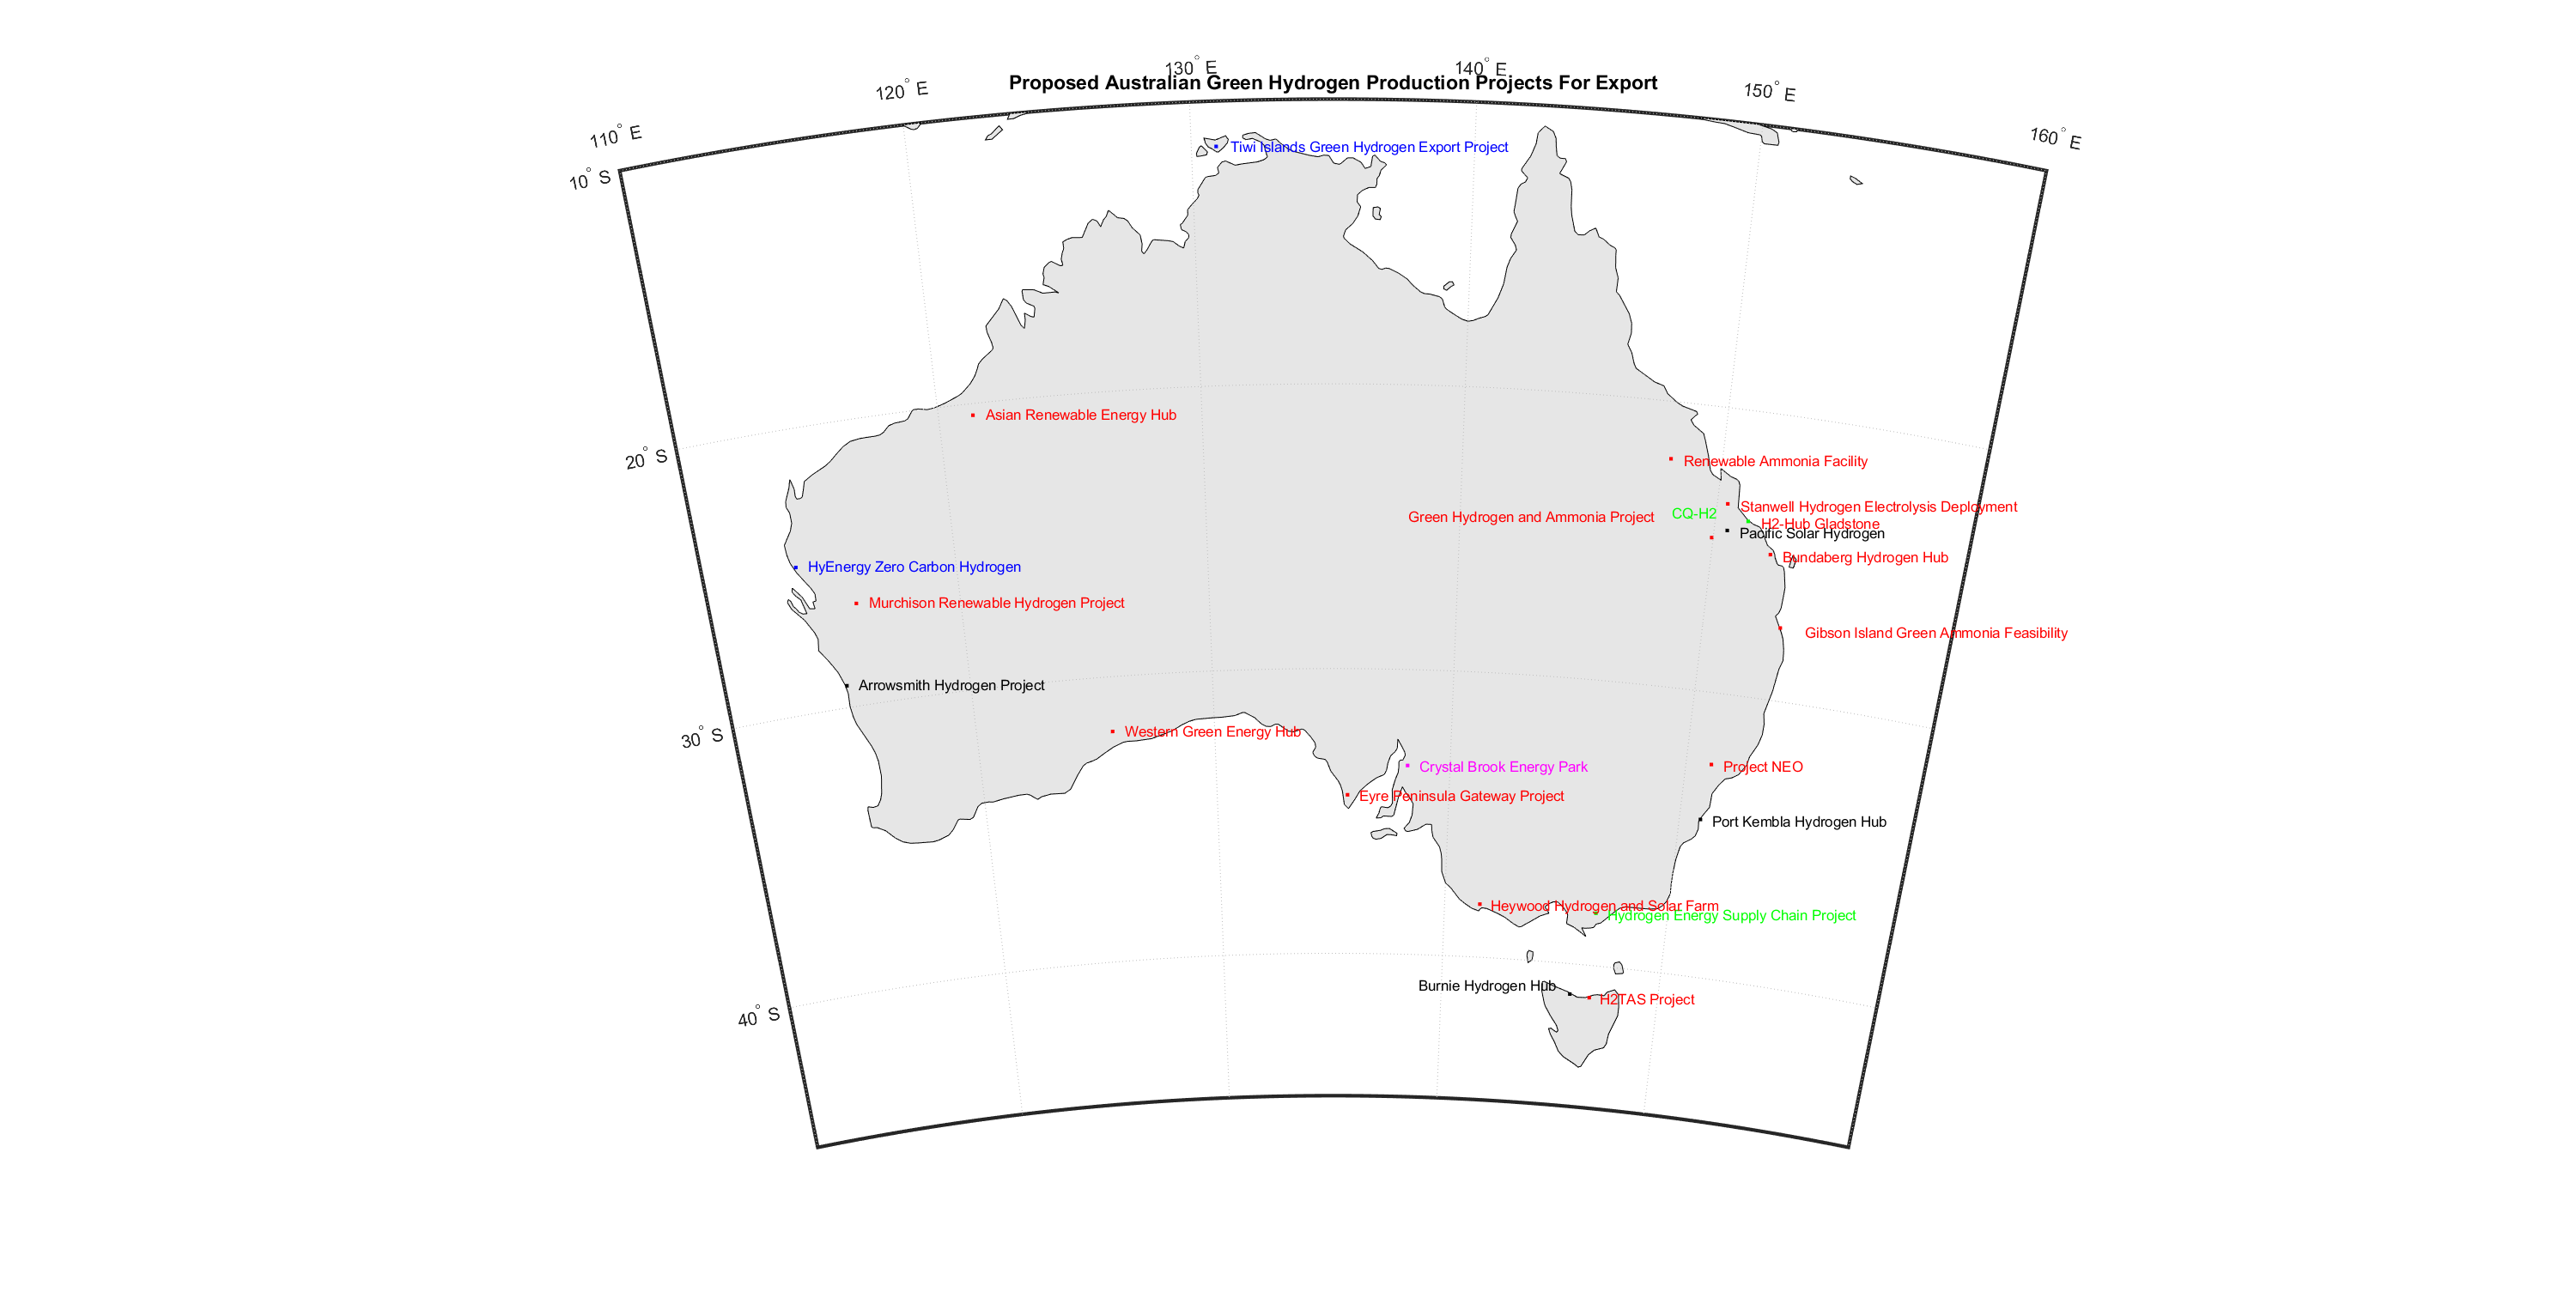 130° E
140° E
Proposed Australian Green Hydrogen Production Projects For Export
120° E
150° E
110° E
160° E
10° S
Tiwi Islands Green Hydrogen Export Project
Asian Renewable Energy Hub
20° S
Renewable Ammonia Facility
Stanwell Hydrogen Electrolysis Deployment
CQ-H2
Green Hydrogen and Ammonia Project
H2-Hub Gladstone
Pacific Solar Hydrogen
Bundaberg Hydrogen Hub
HyEnergy Zero Carbon Hydrogen
Murchison Renewable Hydrogen Project
Gibson Island Green Ammonia Feasibility
Arrowsmith Hydrogen Project
30° S
Western Green Energy Hub
Crystal Brook Energy Park
Project NEO
Eyre Peninsula Gateway Project
Port Kembla Hydrogen Hub
Heywood Hydrogen and Solar Farm
Hydrogen Energy Supply Chain Project
Burnie Hydrogen Hub
H2TAS Project
40° S